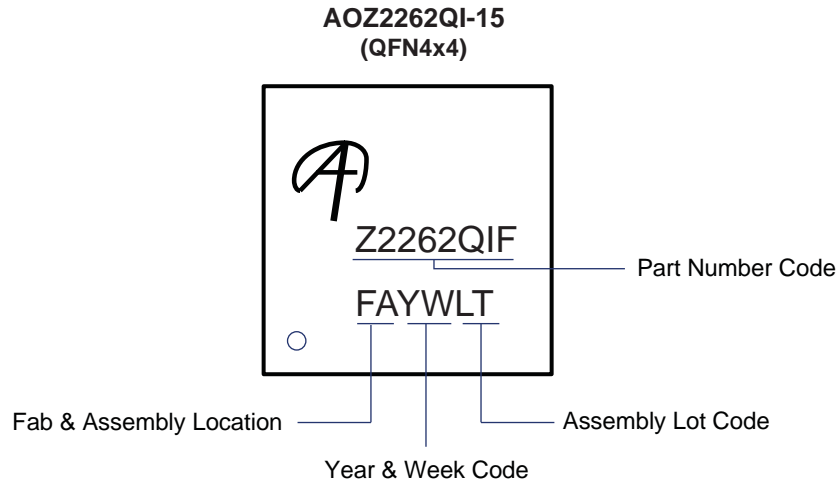 AOZ2262QI-15
(QFN4x4)
Z2262QIF
Part Number Code
FAYWLT
Fab & Assembly Location
Assembly Lot Code
Year & Week Code